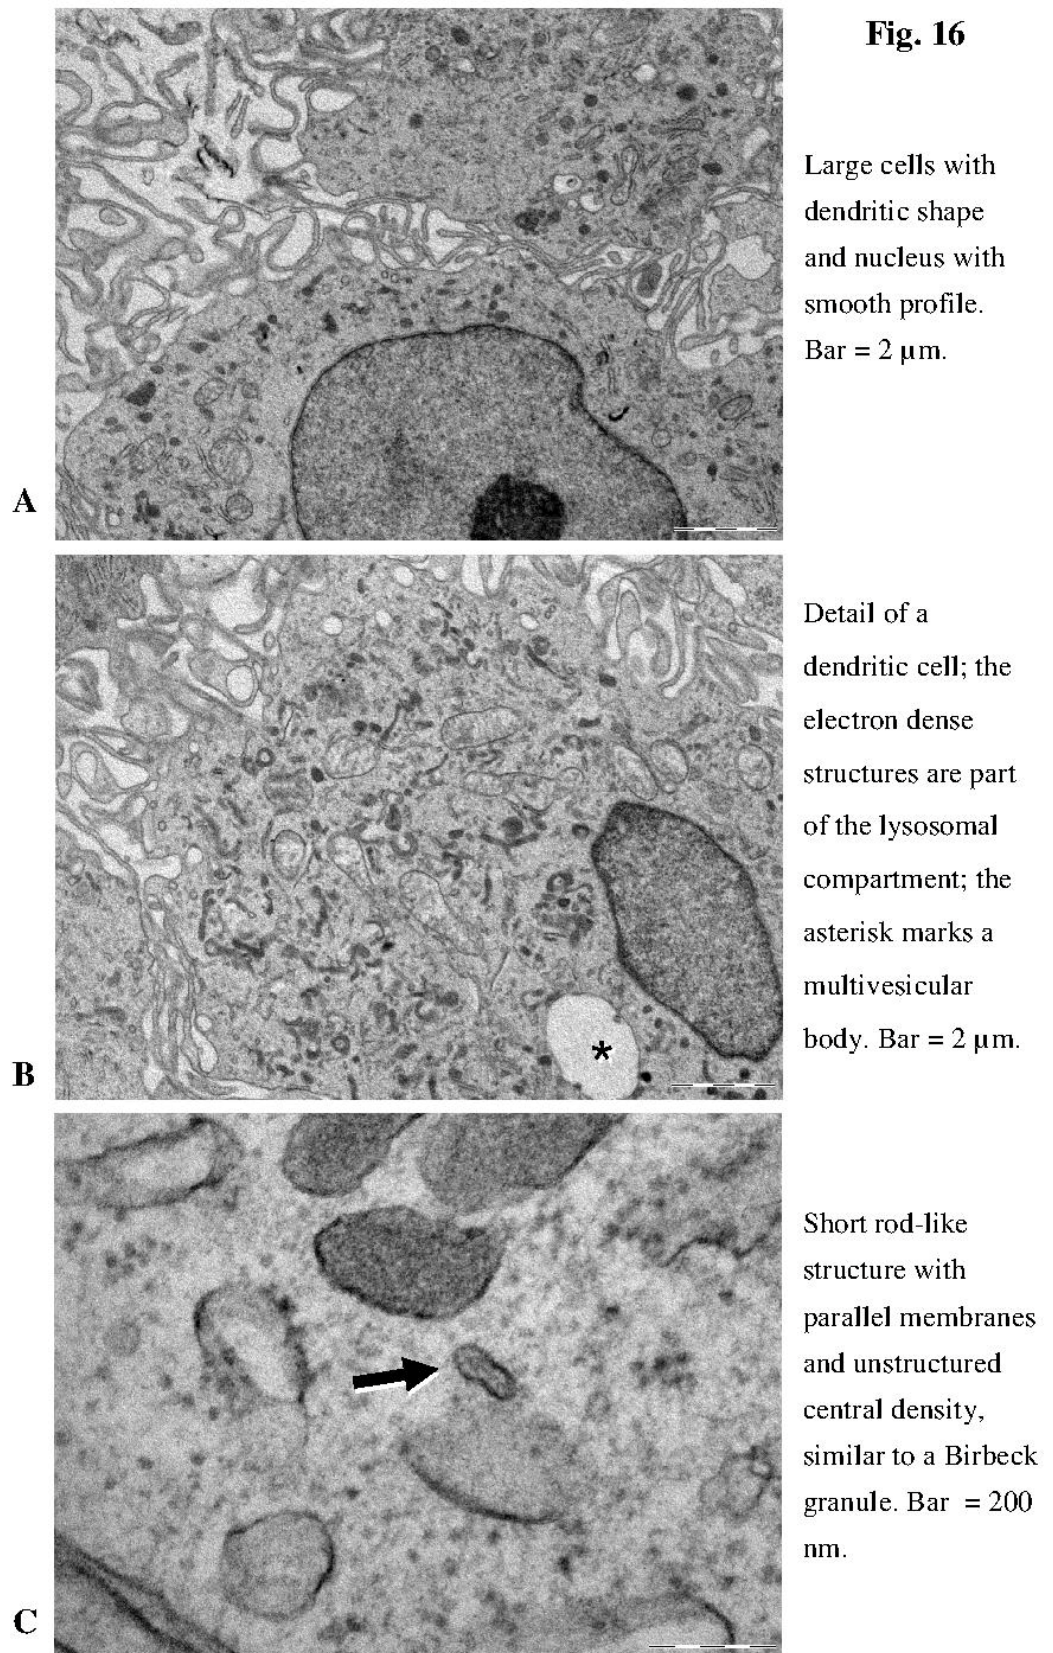 Fig. 16
Large cells with
dendritic shape
and nucleus with
smooth profile.
Bar = 2 µm.
A
Detail of a
dendritic cell; the
electron dense
structures are part
of the lysosomal
compartment; the
asterisk marks a
multivesicular
body. Bar = 2 µm.
*
B
Short rod-like
structure with
parallel membranes
and unstructured
central density,
similar to a Birbeck
granule. Bar  = 200
nm.
C